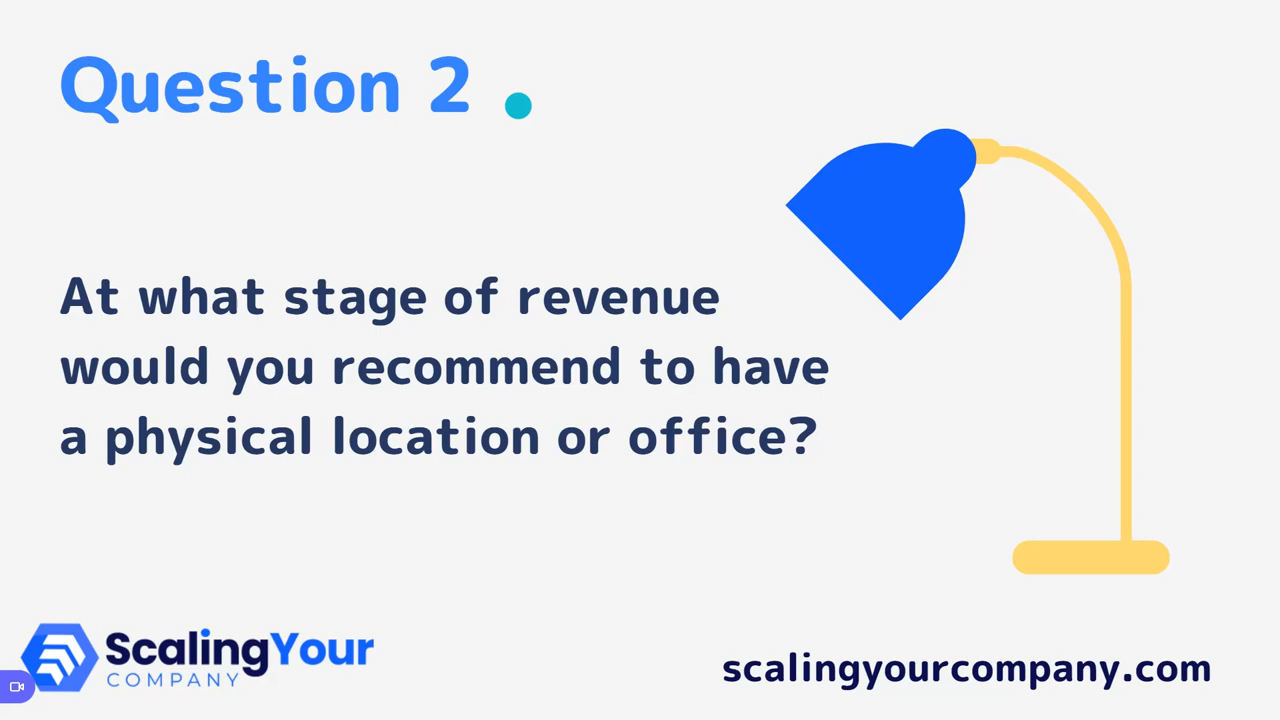 Question 2
At what stage of revenue
would you recommend to have
a physical location or office?
ScalingYour
COMPANY
scalingyourcompany.com